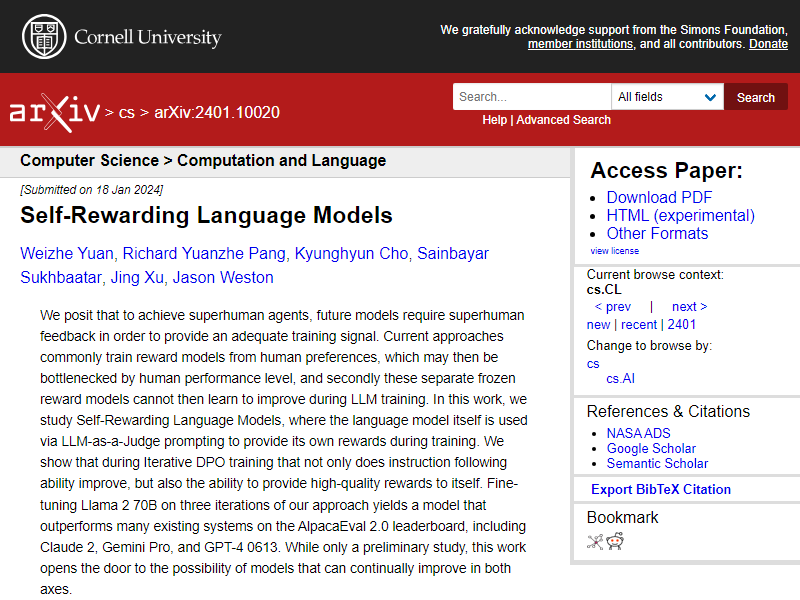 Cornell University
We gratefully acknowledge support from the Simons Foundation,
member institutions, and all contributors. Donate
arXiv > cs > arXiv:2401.10020
Search...
All fields
Search
Help | Advanced Search
Computer Science > Computation and Language
[Submitted on 18 Jan 2024]
Self-Rewarding Language Models
Weizhe Yuan, Richard Yuanzhe Pang, Kyunghyun Cho, Sainbayar
Sukhbaatar, Jing Xu, Jason Weston
We posit that to achieve superhuman agents, future models require superhuman
feedback in order to provide an adequate training signal. Current approaches
commonly train reward models from human preferences, which may then be
bottlenecked by human performance level, and secondly these separate frozen
reward models cannot then learn to improve during LLM training. In this work, we
study Self-Rewarding Language Models, where the language model itself is used
via LLM-as-a-Judge prompting to provide its own rewards during training. We
show that during Iterative DPO training that not only does instruction following
ability improve, but also the ability to provide high-quality rewards to itself. Fine-
tuning Llama 2 70B on three iterations of our approach yields a model that
outperforms many existing systems on the AlpacaEval 2.0 leaderboard, including
Claude 2, Gemini Pro, and GPT-4 0613. While only a preliminary study, this work
opens the door to the possibility of models that can continually improve in both
axes.
Access Paper:
Download PDF
HTML (experimental)
Other Formats
view license
Current browse context:
cs.CL
< prev | next >
new | recent | 2401
Change to browse by:
cs
cs.AI
References & Citations
NASA ADS
Google Scholar
Semantic Scholar
Export BibTeX Citation
Bookmark